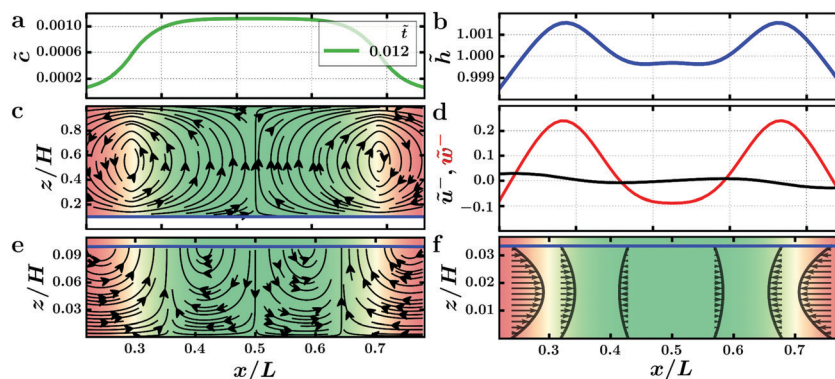 a
c̃
0.0010
0.0006
0.0002
t̃
0.012
b
h̃
1.001
1.000
0.999
c
z/H
0.8
0.6
0.4
0.2
d
ũ⁻, w̃⁻
0.2
0.1
0.0
−0.1
e
z/H
0.09
0.06
0.03
0.3 0.4 0.5 0.6 0.7
x/L
f
z/H
0.03
0.02
0.01
0.3 0.4 0.5 0.6 0.7
x/L